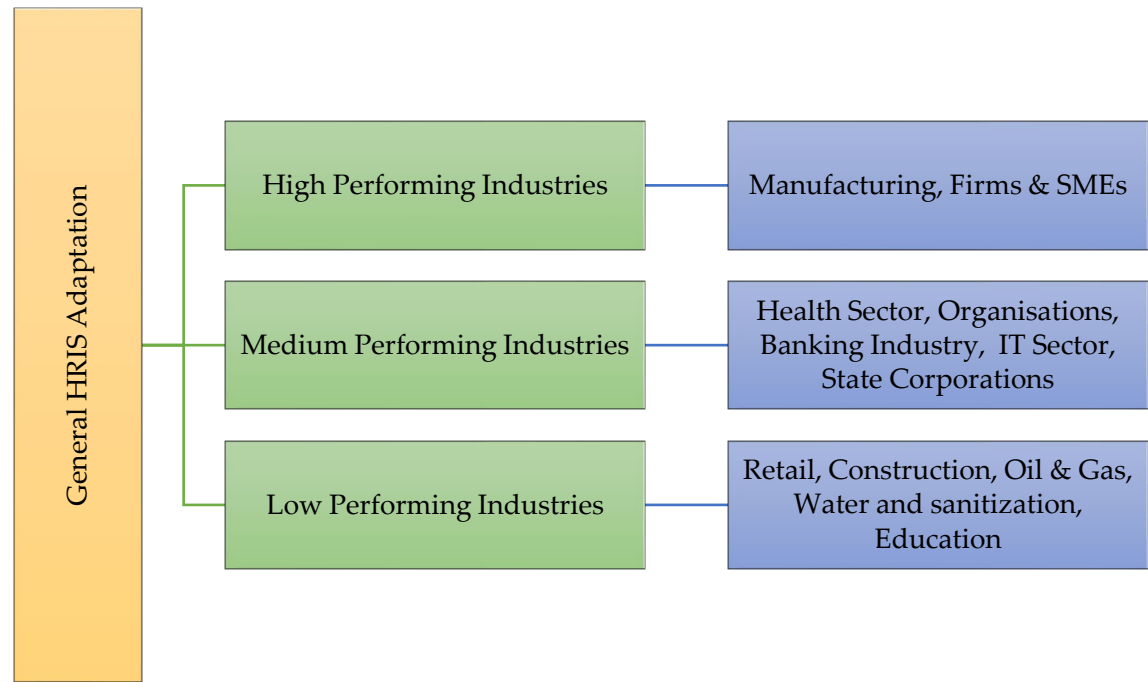 General HRIS Adaptation
High Performing Industries
Manufacturing, Firms & SMEs
Medium Performing Industries
Health Sector, Organisations,
Banking Industry,  IT Sector,
State Corporations
Low Performing Industries
Retail, Construction, Oil & Gas,
Water and sanitization,
Education